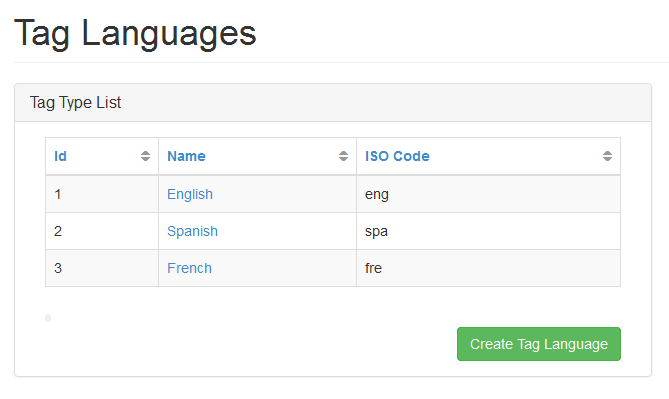 Tag Languages
Tag Type List
Id Name ISO Code
1 English eng
2 Spanish spa
3 French fre
Create Tag Language